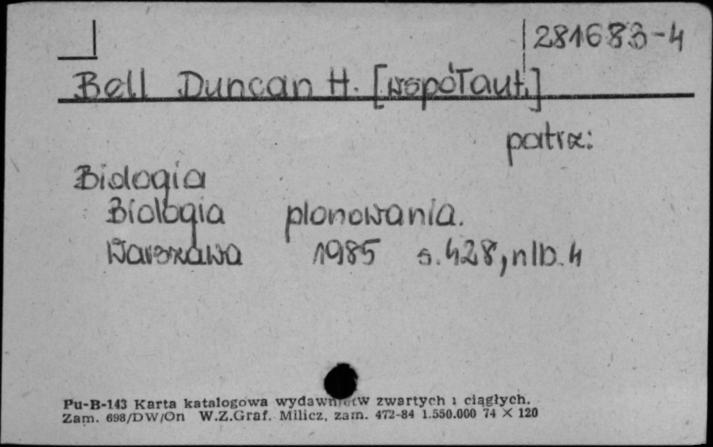 281683-4
Bell Duncan H. [współaut.]
patrz:
Biologia
Biologia plonowania.
Warszawa 1985 s.428, nlb.4
Pu-B-143 Karta katalogowa wydawnictw zwartych i ciągłych.
Zam. 698/DW/On W.Z.Graf. Milicz, zam. 472-84 1.550.000 74 × 120